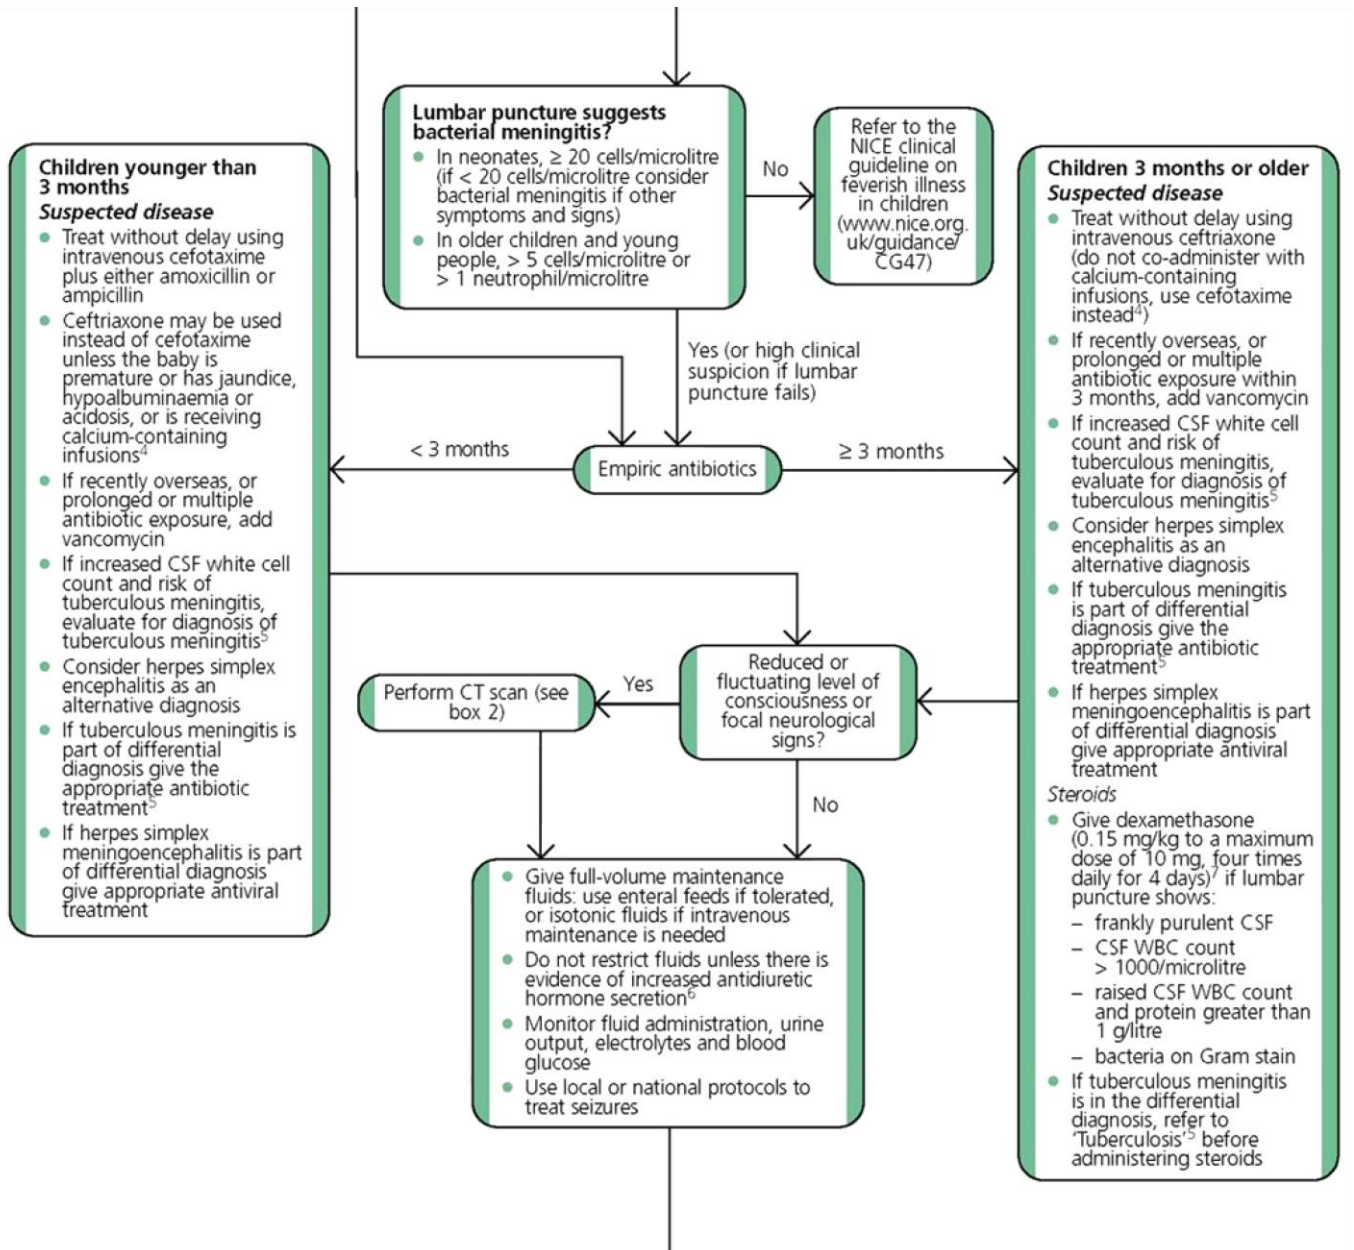 Lumbar puncture suggests
bacterial meningitis?
● In neonates, ≥ 20 cells/microlitre
(if < 20 cells/microlitre consider
bacterial meningitis if other
symptoms and signs)
● In older children and young
people, > 5 cells/microlitre or
> 1 neutrophil/microlitre
No
Refer to the
NICE clinical
guideline on
feverish illness
in children
(www.nice.org.
uk/guidance/
CG47)
Yes (or high clinical
suspicion if lumbar
puncture fails)
Empiric antibiotics
< 3 months
≥ 3 months
Children younger than
3 months
Suspected disease
● Treat without delay using
intravenous cefotaxime
plus either amoxicillin or
ampicillin
● Ceftriaxone may be used
instead of cefotaxime
unless the baby is
premature or has jaundice,
hypoalbuminaemia or
acidosis, or is receiving
calcium-containing
infusions⁴
● If recently overseas, or
prolonged or multiple
antibiotic exposure, add
vancomycin
● If increased CSF white cell
count and risk of
tuberculous meningitis,
evaluate for diagnosis of
tuberculous meningitis⁵
● Consider herpes simplex
encephalitis as an
alternative diagnosis
● If tuberculous meningitis is
part of differential
diagnosis give the
appropriate antibiotic
treatment⁵
● If herpes simplex
meningoencephalitis is part
of differential diagnosis
give appropriate antiviral
treatment
Children 3 months or older
Suspected disease
● Treat without delay using
intravenous ceftriaxone
(do not co-administer with
calcium-containing
infusions, use cefotaxime
instead⁴)
● If recently overseas, or
prolonged or multiple
antibiotic exposure within
3 months, add vancomycin
● If increased CSF white cell
count and risk of
tuberculous meningitis,
evaluate for diagnosis of
tuberculous meningitis⁵
● Consider herpes simplex
encephalitis as an
alternative diagnosis
● If tuberculous meningitis
is part of differential
diagnosis give the
appropriate antibiotic
treatment⁵
● If herpes simplex
meningoencephalitis is part
of differential diagnosis
give appropriate antiviral
treatment
Steroids
● Give dexamethasone
(0.15 mg/kg to a maximum
dose of 10 mg, four times
daily for 4 days)⁷ if lumbar
puncture shows:
– frankly purulent CSF
– CSF WBC count
> 1000/microlitre
– raised CSF WBC count
and protein greater than
1 g/litre
– bacteria on Gram stain
● If tuberculous meningitis
is in the differential
diagnosis, refer to
‘Tuberculosis’⁵ before
administering steroids
Reduced or
fluctuating level of
consciousness or
focal neurological
signs?
Yes
Perform CT scan (see
box 2)
No
● Give full-volume maintenance
fluids: use enteral feeds if tolerated,
or isotonic fluids if intravenous
maintenance is needed
● Do not restrict fluids unless there is
evidence of increased antidiuretic
hormone secretion⁶
● Monitor fluid administration, urine
output, electrolytes and blood
glucose
● Use local or national protocols to
treat seizures